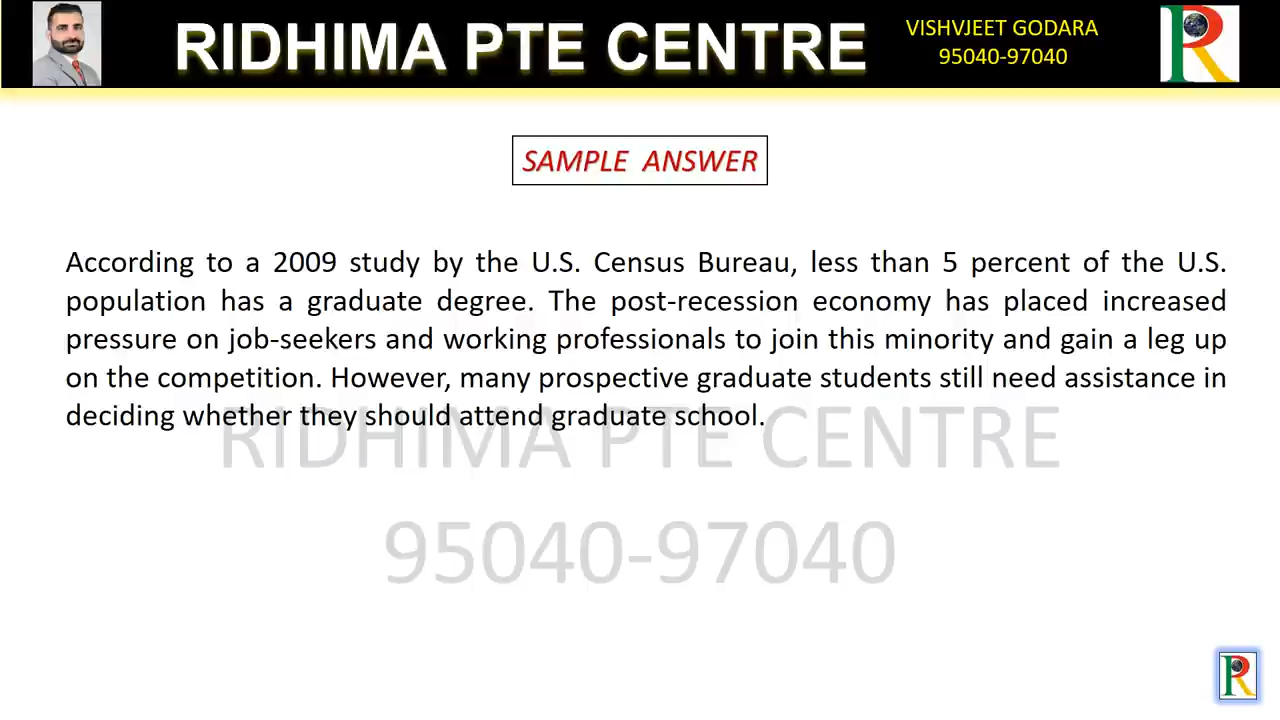 RIDHIMA PTE CENTRE
VISHVJEET GODARA
95040-97040
SAMPLE ANSWER
According to a 2009 study by the U.S. Census Bureau, less than 5 percent of the U.S.
population has a graduate degree. The post-recession economy has placed increased
pressure on job-seekers and working professionals to join this minority and gain a leg up
on the competition. However, many prospective graduate students still need assistance in
deciding whether they should attend graduate school.
RIDHIMA PTE CENTRE
95040-97040